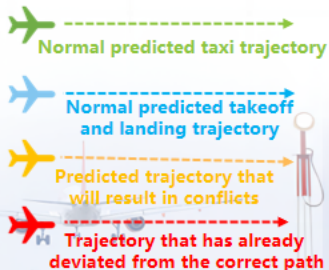 Normal predicted taxi trajectory
Normal predicted takeoff
and landing trajectory
Predicted trajectory that
will result in conflicts
Trajectory that has already
deviated from the correct path